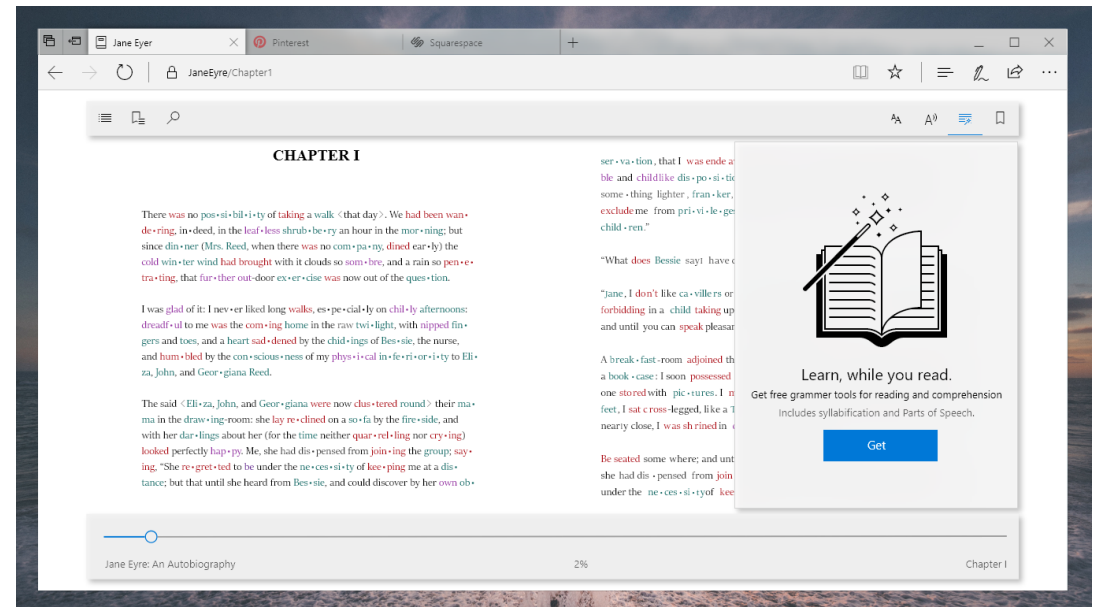 Jane Eyer
Pinterest
Squarespace
JaneEyre/Chapter1
CHAPTER I
There was no pos•si•bil•i•ty of taking a walk <that day>. We had been wan•
de•ring, in•deed, in the leaf•less shrub•be•ry an hour in the mor•ning; but
since din•ner (Mrs. Reed, when there was no com•pa•ny, dined ear•ly) the
cold win•ter wind had brought with it clouds so som•bre, and a rain so pen•e•
tra•ting, that fur•ther out-door ex•er•cise was now out of the ques•tion.
I was glad of it: I nev•er liked long walks, es•pe•cial•ly on chil•ly afternoons:
dreadf•ul to me was the com•ing home in the raw twi•light, with nipped fin•
gers and toes, and a heart sad•dened by the chid•ings of Bes•sie, the nurse,
and hum•bled by the con•scious•ness of my phys•i•cal in•fe•ri•or•i•ty to Eli•
za, John, and Geor•giana Reed.
The said <Eli•za, John, and Geor•giana were now clus•tered round> their ma•
ma in the draw•ing-room: she lay re•clined on a so•fa by the fire•side, and
with her dar•lings about her (for the time neither quar•rel•ling nor cry•ing)
looked perfectly hap•py. Me, she had dis•pensed from join•ing the group; say•
ing, “She re•gret•ted to be under the ne•ces•si•ty of kee•ping me at a dis•
tance; but that until she heard from Bes•sie, and could discover by her own ob•
ser•va•tion, that I was ende
ble and childlike dis•po•si•ti
some•thing lighter, fran•ker,
exclude me from pri•vi•le•ge
child•ren.”
“What does Bessie say I have
“Jane, I don't like ca•villers or
forbidding in a child taking up
and until you can speak pleasan
A break•fast-room adjoined th
a book•case: I soon possessed
one stored with pic•tures. I
feet, I sat cross-legged, like a T
nearly close, I was shrined in
Be seated some where; and unt
she had dis•pensed from join
under the ne•ces•si•ty of kee
Learn, while you read.
Get free grammer tools for reading and comprehension
Includes syllabification and Parts of Speech.
Get
Jane Eyre: An Autobiography
2%
Chapter I